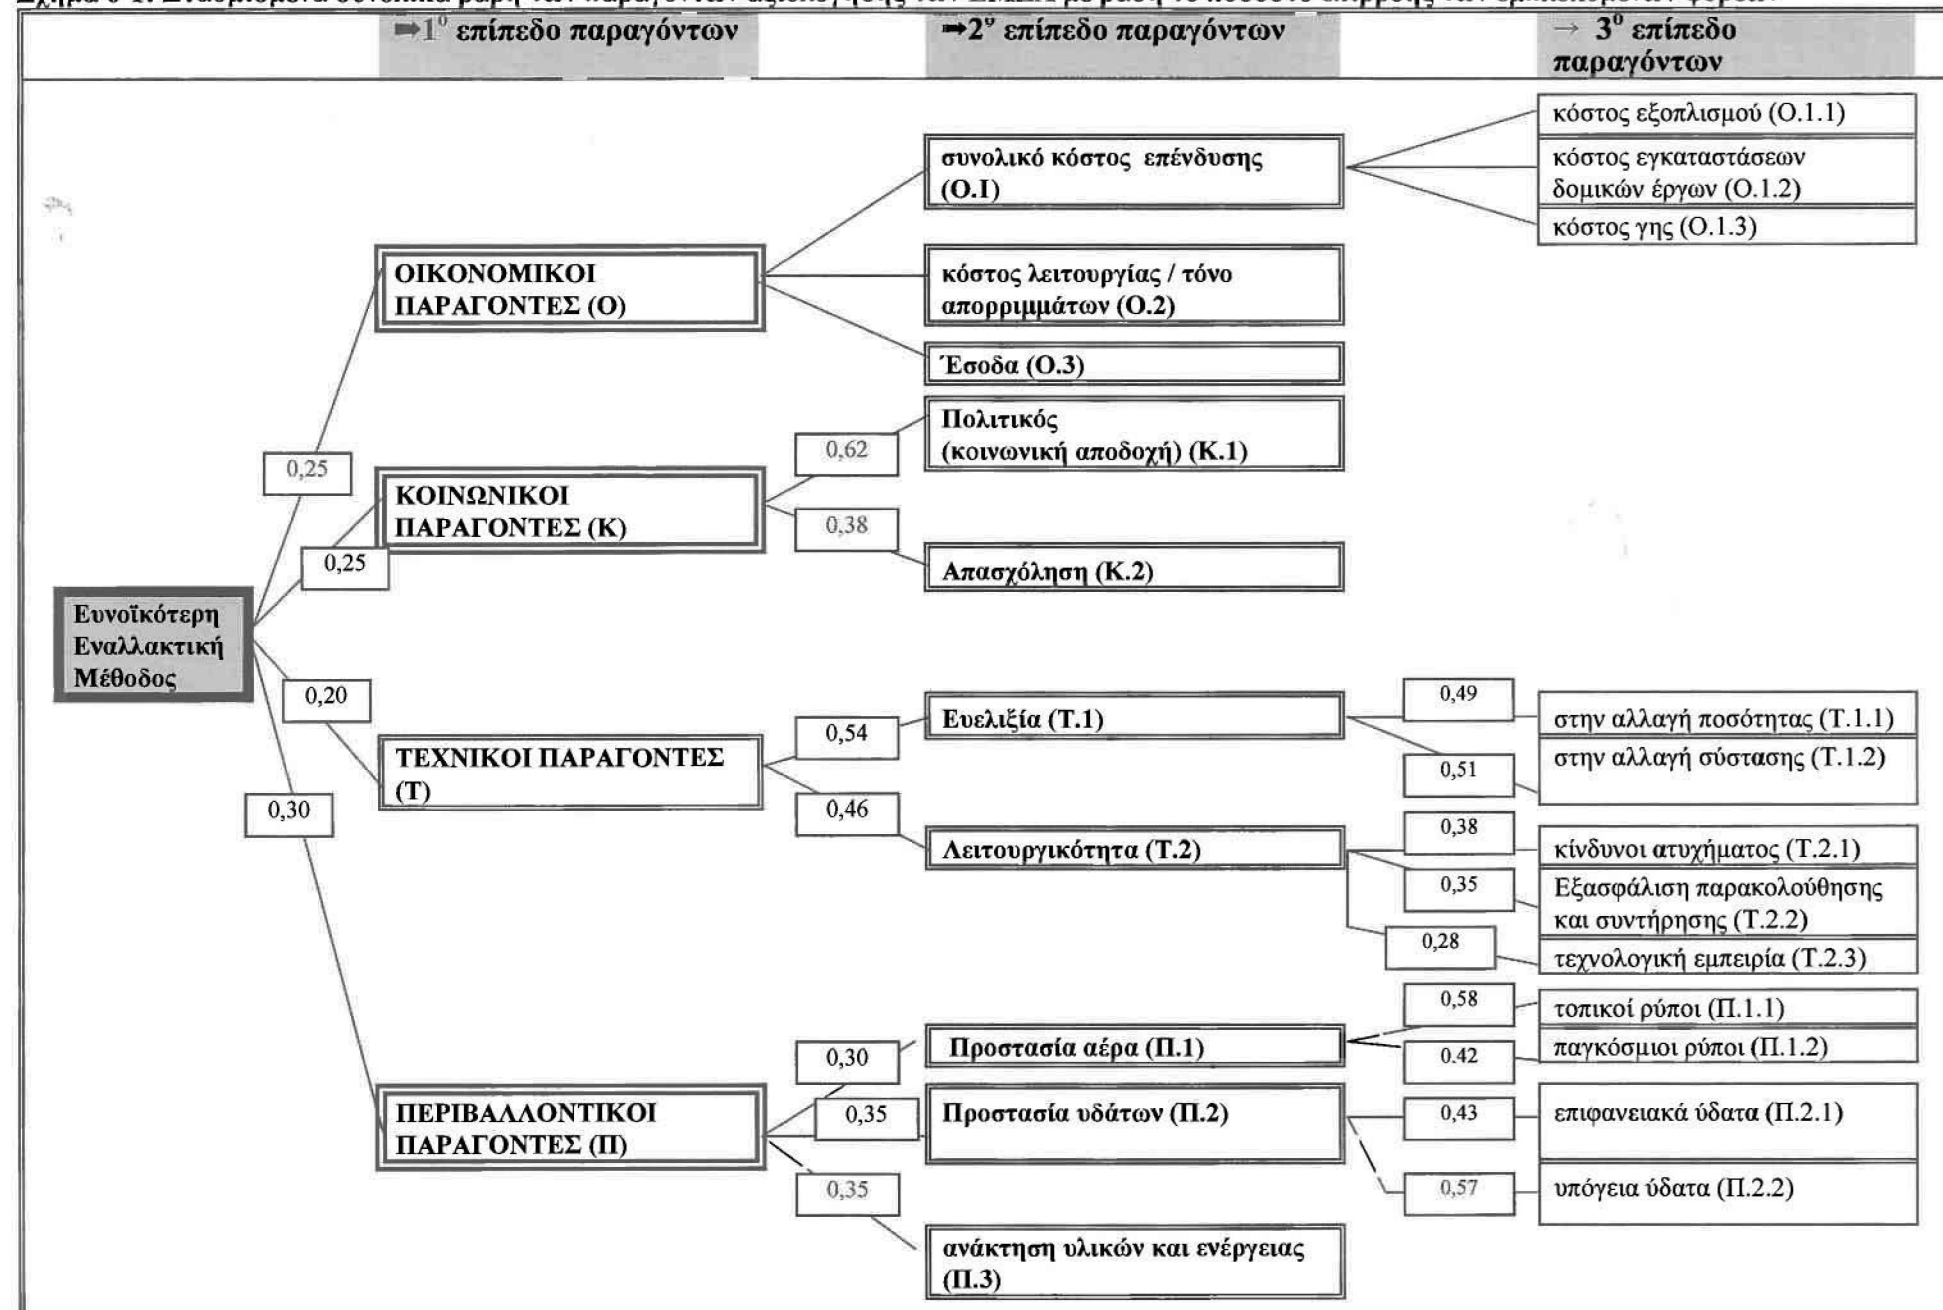 ➡1⁰ επίπεδο παραγόντων
➡2⁰ επίπεδο παραγόντων
→ 3⁰ επίπεδο
παραγόντων
κόστος εξοπλισμού (Ο.1.1)
κόστος εγκαταστάσεων
δομικών έργων (Ο.1.2)
κόστος γης (Ο.1.3)
συνολικό κόστος επένδυσης
(Ο.Ι)
ΟΙΚΟΝΟΜΙΚΟΙ
ΠΑΡΑΓΟΝΤΕΣ (Ο)
κόστος λειτουργίας / τόνο
απορριμμάτων (Ο.2)
Έσοδα (Ο.3)
Πολιτικός
(κοινωνική αποδοχή) (Κ.1)
0,62
0,25
ΚΟΙΝΩΝΙΚΟΙ
ΠΑΡΑΓΟΝΤΕΣ (Κ)
0,38
0,25
Απασχόληση (Κ.2)
Ευνοϊκότερη
Εναλλακτική
Μέθοδος
0,20
ΤΕΧΝΙΚΟΙ ΠΑΡΑΓΟΝΤΕΣ
(Τ)
0,54
0,46
Ευελιξία (Τ.1)
0,49
0,51
στην αλλαγή ποσότητας (Τ.1.1)
στην αλλαγή σύστασης (Τ.1.2)
0,30
Λειτουργικότητα (Τ.2)
0,38
0,35
0,28
κίνδυνοι ατυχήματος (Τ.2.1)
Εξασφάλιση παρακολούθησης
και συντήρησης (Τ.2.2)
τεχνολογική εμπειρία (Τ.2.3)
ΠΕΡΙΒΑΛΛΟΝΤΙΚΟΙ
ΠΑΡΑΓΟΝΤΕΣ (Π)
0,30
0,35
0,35
Προστασία αέρα (Π.1)
0,58
0.42
τοπικοί ρύποι (Π.1.1)
παγκόσμιοι ρύποι (Π.1.2)
Προστασία υδάτων (Π.2)
0,43
0,57
επιφανειακά ύδατα (Π.2.1)
υπόγεια ύδατα (Π.2.2)
ανάκτηση υλικών και ενέργειας
(Π.3)